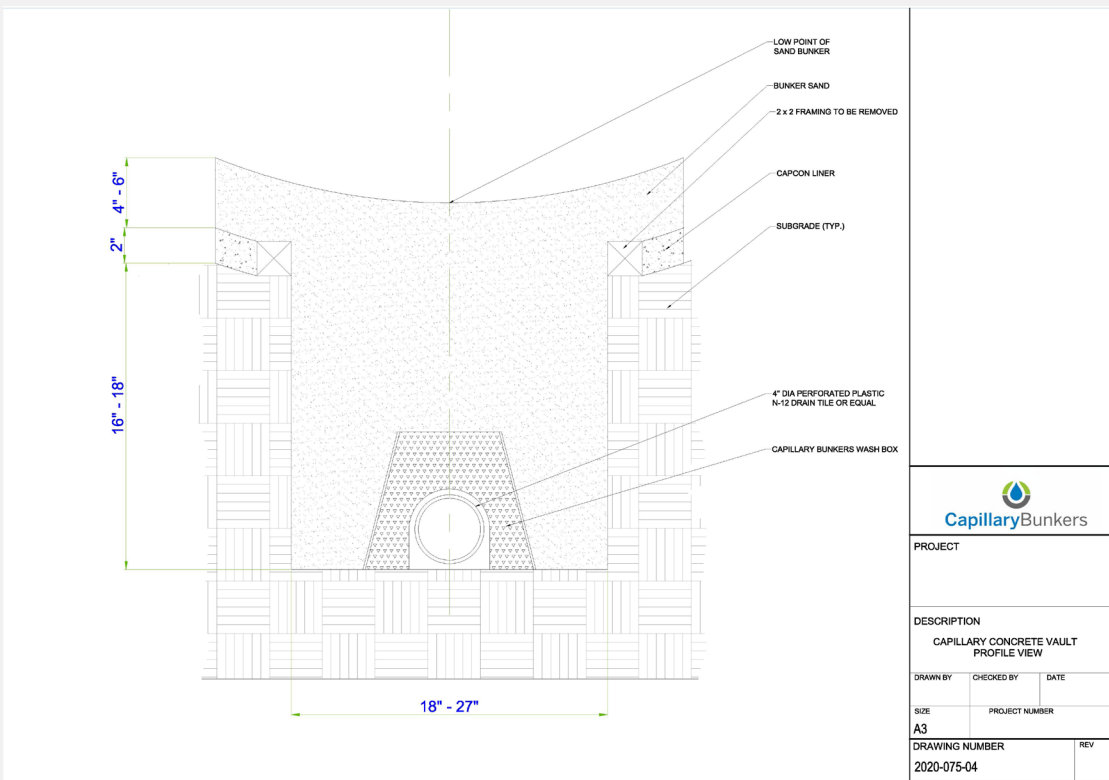 LOW POINT OF
SAND BUNKER
BUNKER SAND
2 x 2 FRAMING TO BE REMOVED
CAPCON LINER
SUBGRADE (TYP.)
4" DIA PERFORATED PLASTIC
N-12 DRAIN TILE OR EQUAL
CAPILLARY BUNKERS WASH BOX
4" - 6"
2"
16" - 18"
18" - 27"
CapillaryBunkers
PROJECT
DESCRIPTION
CAPILLARY CONCRETE VAULT
PROFILE VIEW
DRAWN BY CHECKED BY DATE
SIZE PROJECT NUMBER
A3
DRAWING NUMBER REV
2020-075-04